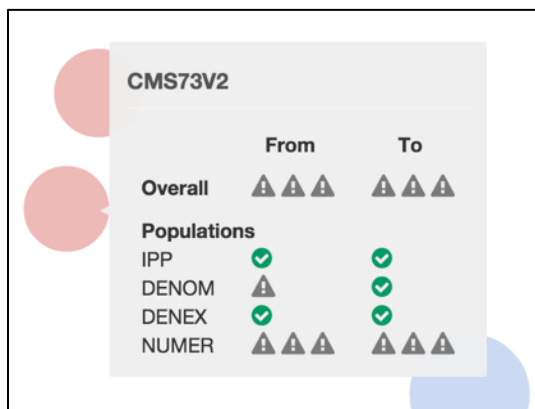 CMS73V2
From To
Overall
Populations
IPP
DENOM
DENEX
NUMER